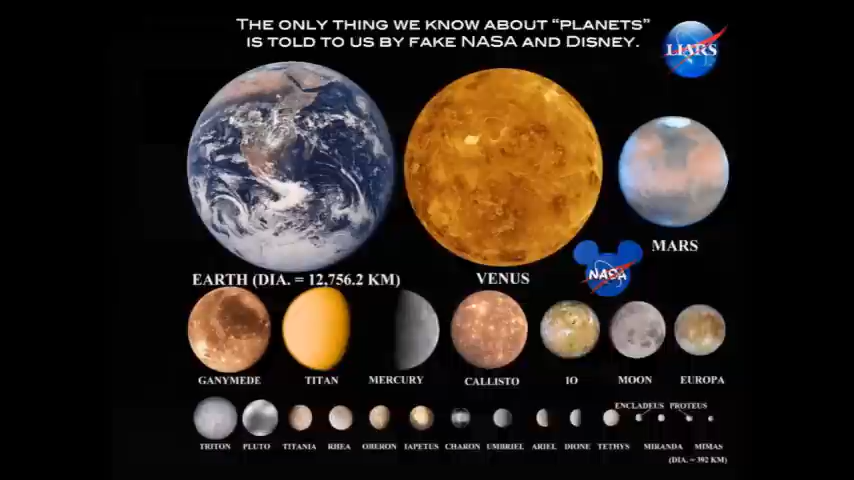 THE ONLY THING WE KNOW ABOUT "PLANETS"
IS TOLD TO US BY FAKE NASA AND DISNEY.
LIARS
EARTH (DIA. = 12,756.2 KM)
VENUS
MARS
NASA
GANYMEDE
TITAN
MERCURY
CALLISTO
IO
MOON
EUROPA
ENCLADEUS
PROTEUS
TRITON
PLUTO
TITANIA
RHEA
OBERON
IAPETUS
CHARON
UMBRIEL
ARIEL
DIONE
TETHYS
MIRANDA
MIMAS
(DIA. = 392 KM)